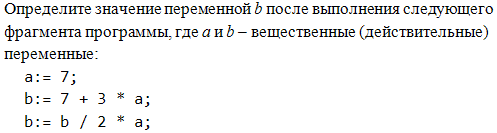 Определите значение переменной b после выполнения следующего
фрагмента программы, где a и b – вещественные (действительные)
переменные:
a:= 7;
b:= 7 + 3 * a;
b:= b / 2 * a;